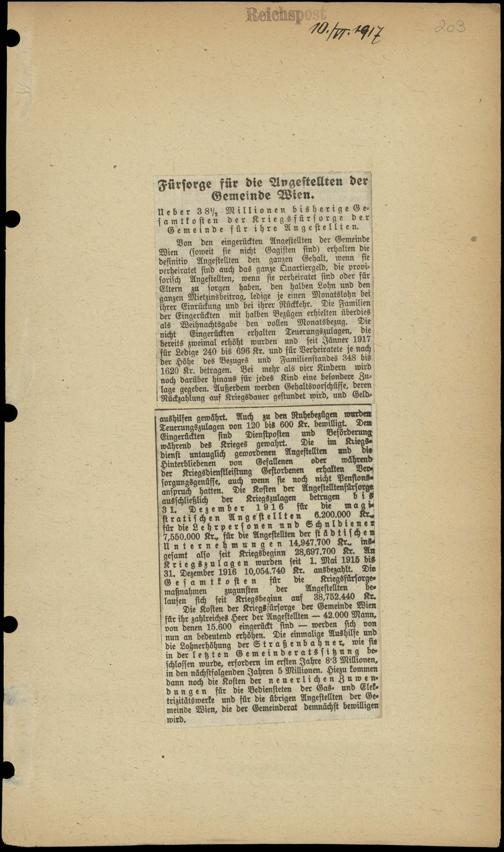 Reichspost
10./VI. 1917
203
Fürsorge für die Angestellten der
Gemeinde Wien.
Ueber 38½ Millionen bisherige Ge-
samtkosten der Kriegsfürsorge der
Gemeinde für ihre Angestellten.
Von den eingerückten Angestellten der Gemeinde
Wien (soweit sie nicht Gagisten sind) erhalten die
definitiv Angestellten den ganzen Gehalt, wenn sie
verheiratet sind auch das ganze Quartiergeld, die provi-
sorisch Angestellten, wenn sie verheiratet sind oder für
Eltern zu sorgen haben, den halben Lohn und den
ganzen Mietzinsbeitrag, ledige je einen Monatslohn bei
ihrer Einrückung und bei ihrer Rückkehr. Die Familien
der Eingerückten mit halben Bezügen erhielten überdies
als Weihnachtsgabe den vollen Monatsbezug. Die
nicht Eingerückten erhalten Teuerungszulagen, die
bereits zweimal erhöht wurden und seit Jänner 1917
für Ledige 240 bis 696 Kr. und für Verheiratete je nach
der Höhe des Bezuges und Familienstandes 348 bis
1620 Kr. betragen. Bei mehr als vier Kindern wird
noch darüber hinaus für jedes Kind eine besondere Zu-
lage gegeben. Außerdem werden Gehaltsvorschüsse, deren
Rückzahlung auf Kriegsdauer gestundet wird, und Geld-
aushilfen gewährt. Auch zu den Ruhebezügen wurden
Teuerungszulagen von 120 bis 600 Kr. bewilligt. Den
Eingerückten sind Dienstposten und Beförderung
während des Krieges gewahrt. Die im Kriegs-
dienst untauglich gewordenen Angestellten und die
Hinterbliebenen von Gefallenen oder während
der Kriegsdienstleistung Gestorbenen erhalten Ver-
sorgungsgenüsse, auch wenn sie noch nicht Pensions-
anspruch hatten. Die Kosten der Angestelltenfürsorge
ausschließlich der Kriegszulagen betrugen bis
31. Dezember 1916 für die magi-
stratischen Angestellten 6.200.000 Kr.,
für die Lehrpersonen und Schuldiener
7,550.000 Kr., für die Angestellten der städtischen
Unternehmungen 14,947.700 Kr., ins-
gesamt also seit Kriegsbeginn 28,697.700 Kr. An
Kriegszulagen wurden seit 1. Mai 1915 bis
31. Dezember 1916 10,054.740 Kr. ausbezahlt. Die
Gesamtkosten für die Kriegsfürsorge-
maßnahmen zugunsten der Angestellten be-
laufen sich seit Kriegsbeginn auf 38,752.440 Kr.
Die Kosten der Kriegsfürsorge der Gemeinde Wien
für ihr zahlreiches Heer der Angestellten — 42.000 Mann,
von denen 15.600 eingerückt sind — werden sich von
nun an bedeutend erhöhen. Die einmalige Aushilfe und
die Lohnerhöhung der Straßenbahner, wie sie
in der letzten Gemeinderatssitzung be-
schlossen wurde, erfordern im ersten Jahre 8·3 Millionen,
in den nächstfolgenden Jahren 5 Millionen. Hiezu kommen
dann noch die Kosten der neuerlichen Zuwen-
dungen für die Bediensteten der Gas- und Elek-
trizitätswerke und für die übrigen Angestellten der Ge-
meinde Wien, die der Gemeinderat demnächst bewilligen
wird.